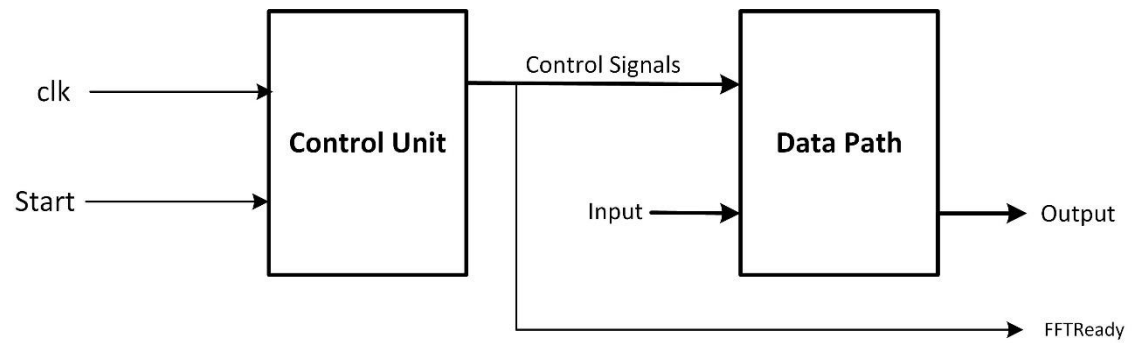 clk
Start
Control Unit
Control Signals
Input
Data Path
Output
FFTReady